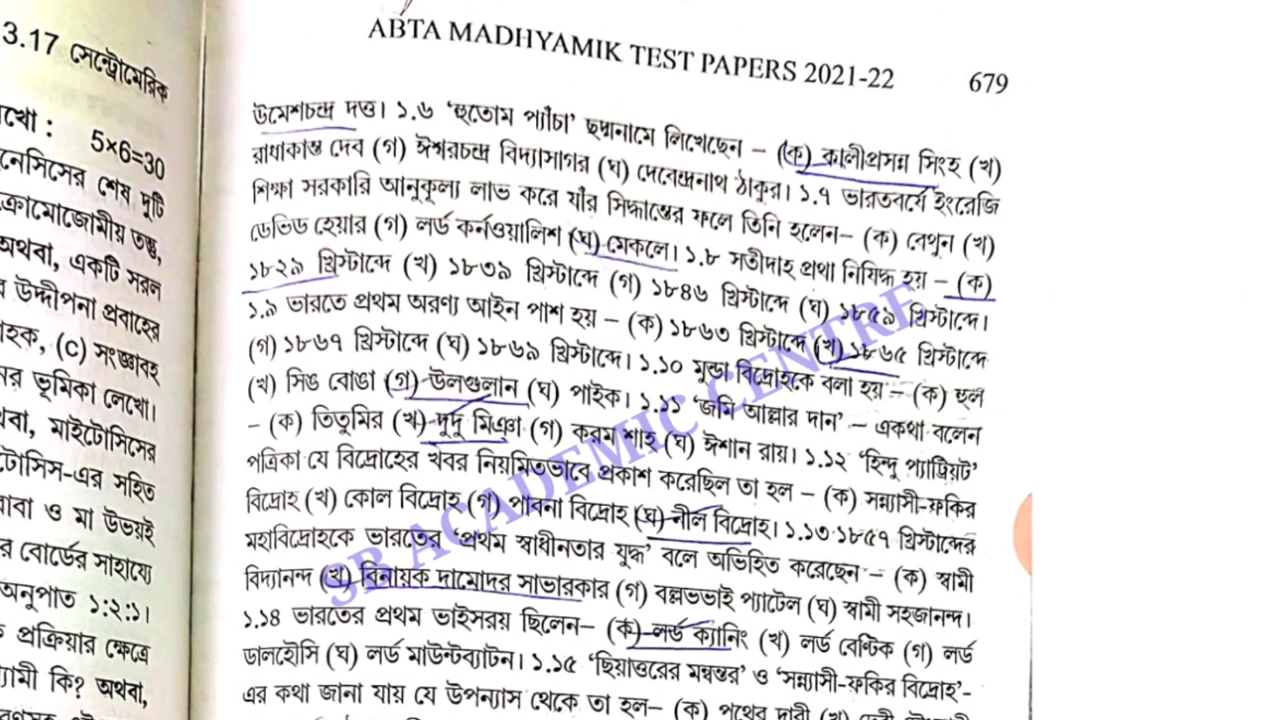 3.17 সেন্ট্রোমেরিক
খো :
5×6=30
নেসিসের শেষ দুটি
ক্রোমোজোমীয় তন্তু,
অথবা, একটি সরল
উদ্দীপনা প্রবাহের
হক, (C) সংজ্ঞাবহ
র ভূমিকা লেখো।
থবা, মাইটোসিসের
টোসিস-এর সহিত
বাবা ও মা উভয়ই
র বোর্ডের সাহায্যে
অনুপাত ১:২:১।
প্রক্রিয়ার ক্ষেত্রে
গামী কি? অথবা,
ABTA MADHYAMIK TEST PAPERS 2021-22 679
উমেশচন্দ্র দত্ত। ১.৬ ‘হুতোম প্যাঁচা’ ছদ্মনামে লিখেছেন – (ক) কালীপ্রসন্ন সিংহ (খ)
রাধাকান্ত দেব (গ) ঈশ্বরচন্দ্র বিদ্যাসাগর (ঘ) দেবেন্দ্রনাথ ঠাকুর। ১.৭ ভারতবর্ষে ইংরেজি
শিক্ষা সরকারি আনুকূল্য লাভ করে যাঁর সিদ্ধান্তের ফলে তিনি হলেন– (ক) বেথুন (খ)
ডেভিড হেয়ার (গ) লর্ড কর্নওয়ালিশ (ঘ) মেকলে। ১.৮ সতীদাহ প্রথা নিষিদ্ধ হয় – (ক)
১৮২৯ খ্রিস্টাব্দে (খ) ১৮৩৯ খ্রিস্টাব্দে (গ) ১৮৪৬ খ্রিস্টাব্দে (ঘ) ১৮৫৯ খ্রিস্টাব্দে।
১.৯ ভারতে প্রথম অরণ্য আইন পাশ হয় – (ক) ১৮৬৩ খ্রিস্টাব্দে (খ) ১৮৬৫ খ্রিস্টাব্দে
(গ) ১৮৬৭ খ্রিস্টাব্দে (ঘ) ১৮৬৯ খ্রিস্টাব্দে। ১.১০ মুন্ডা বিদ্রোহকে বলা হয় – (ক) হুল
(খ) সিঙ বোঙা (গ) উলগুলান (ঘ) পাইক। ১.১১ ‘জমি আল্লার দান’ – একথা বলেন
– (ক) তিতুমির (খ) দুদু মিঞা (গ) করম শাহ (ঘ) ঈশান রায়। ১.১২ ‘হিন্দু প্যাট্রিয়ট’
পত্রিকা যে বিদ্রোহের খবর নিয়মিতভাবে প্রকাশ করেছিল তা হল – (ক) সন্ন্যাসী-ফকির
বিদ্রোহ (খ) কোল বিদ্রোহ (গ) পাবনা বিদ্রোহ (ঘ) নীল বিদ্রোহ। ১.১৩ ১৮৫৭ খ্রিস্টাব্দের
মহাবিদ্রোহকে ভারতের ‘প্রথম স্বাধীনতার যুদ্ধ’ বলে অভিহিত করেছেন – (ক) স্বামী
বিদ্যানন্দ (খ) বিনায়ক দামোদর সাভারকার (গ) বল্লভভাই প্যাটেল (ঘ) স্বামী সহজানন্দ।
১.১৪ ভারতের প্রথম ভাইসরয় ছিলেন– (ক) লর্ড ক্যানিং (খ) লর্ড বেন্টিক (গ) লর্ড
ডালহৌসি (ঘ) লর্ড মাউন্টব্যাটন। ১.১৫ ‘ছিয়াত্তরের মন্বন্তর’ ও ‘সন্ন্যাসী-ফকির বিদ্রোহ’-
এর কথা জানা যায় যে উপন্যাস থেকে তা হল– (ক) পথের দাবী (খ)
SB ACADEMIC CENTRE